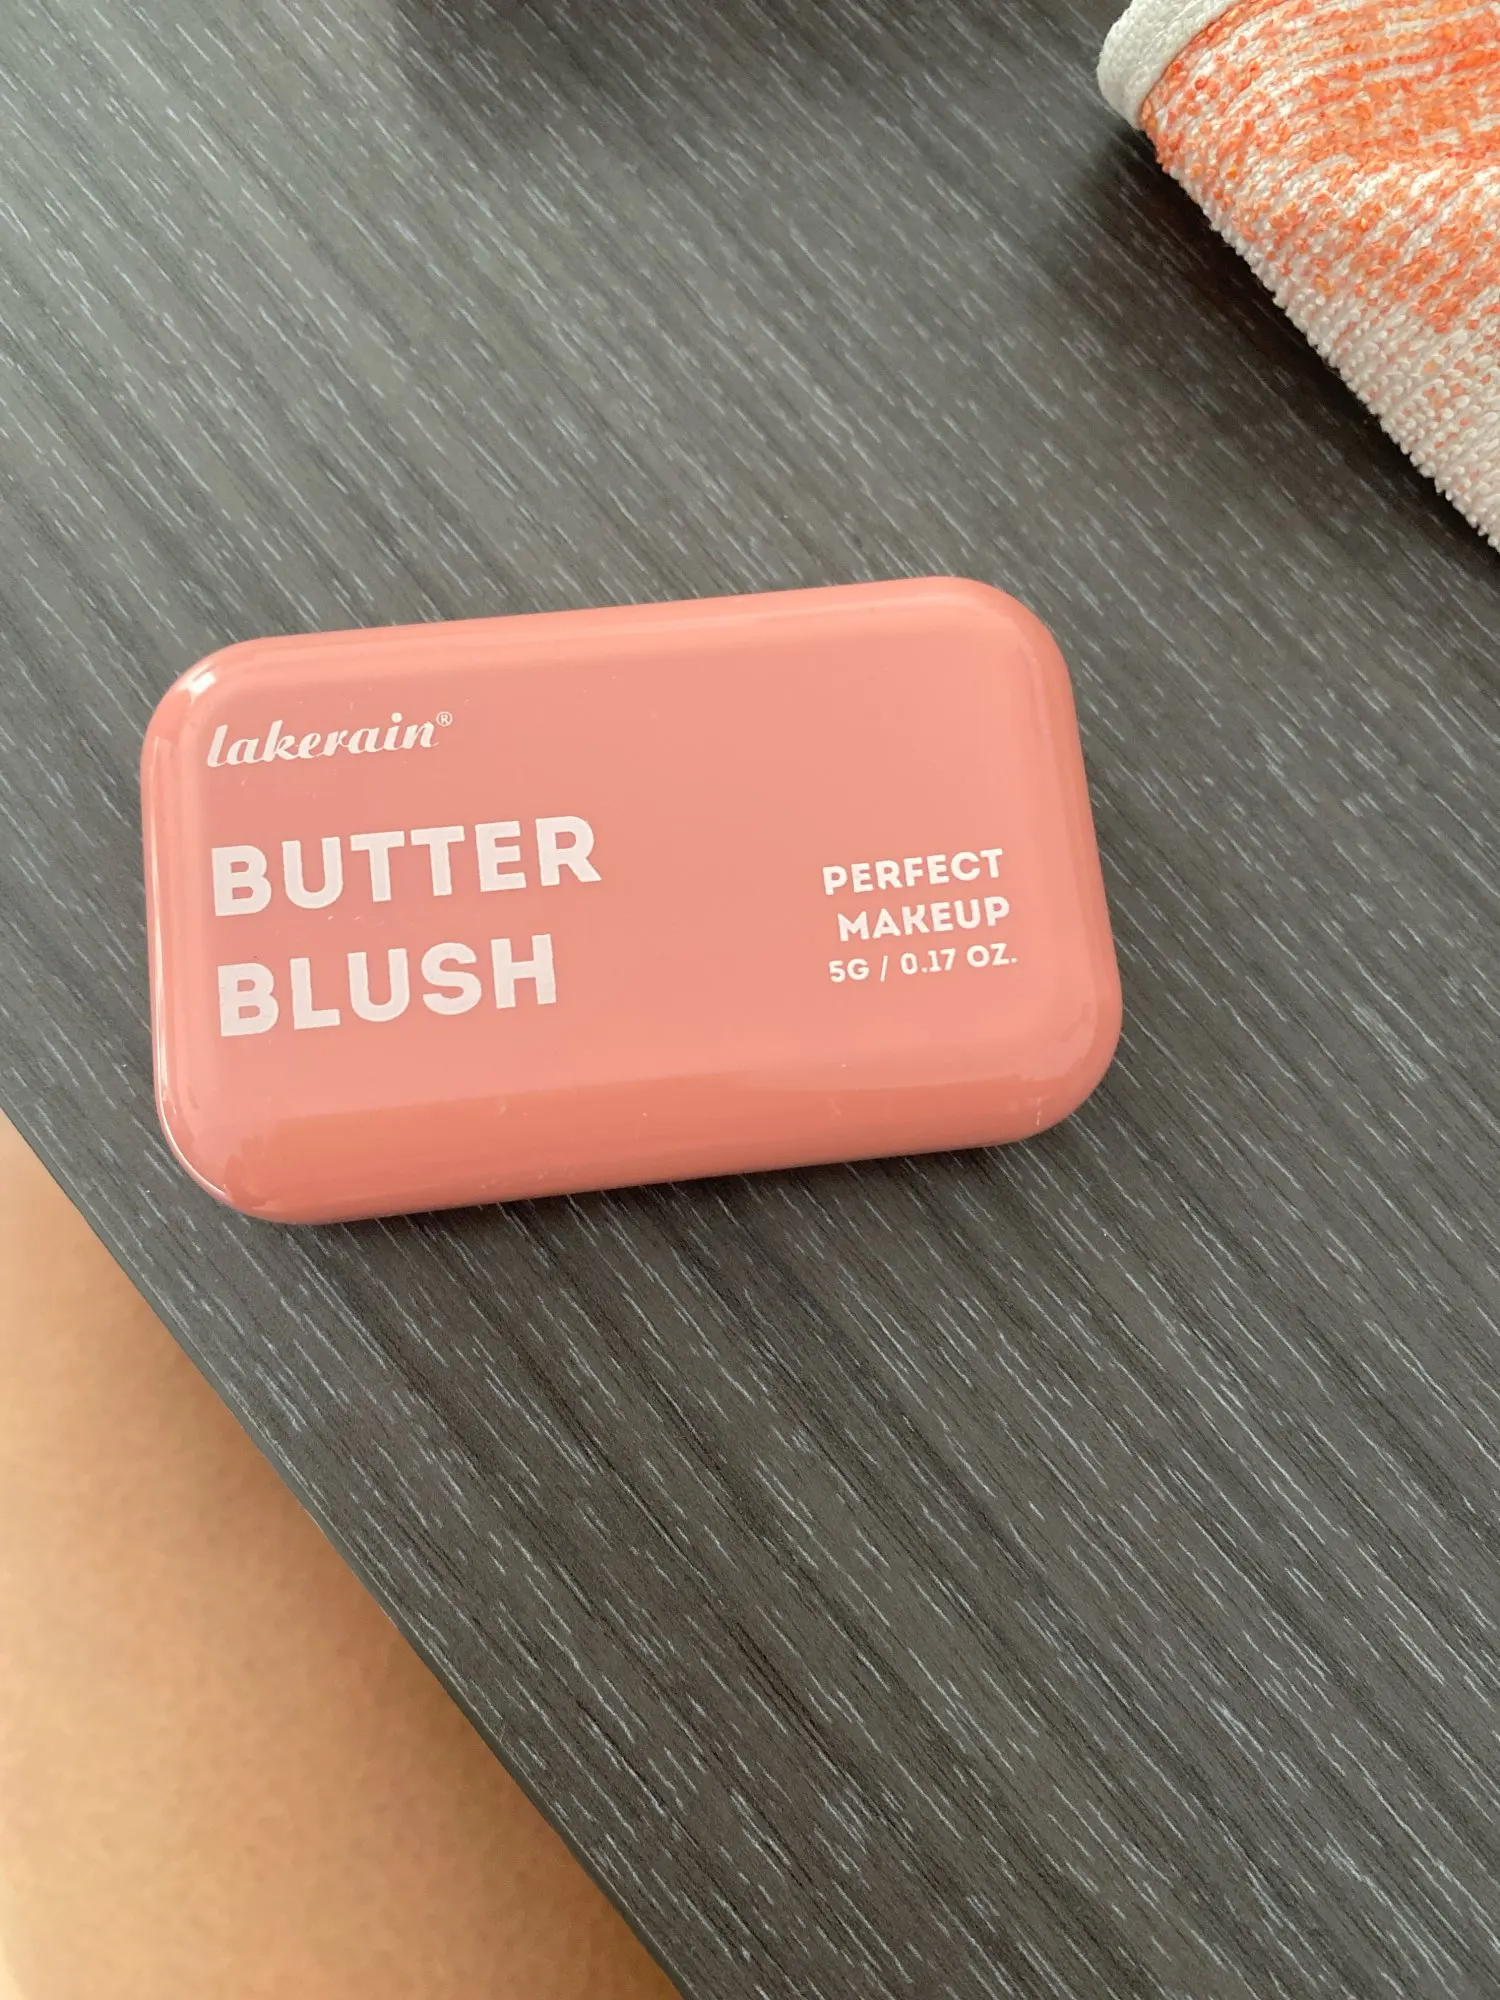 lakerain®
BUTTER
BLUSH
PERFECT
MAKEUP
5G / 0.17 OZ.